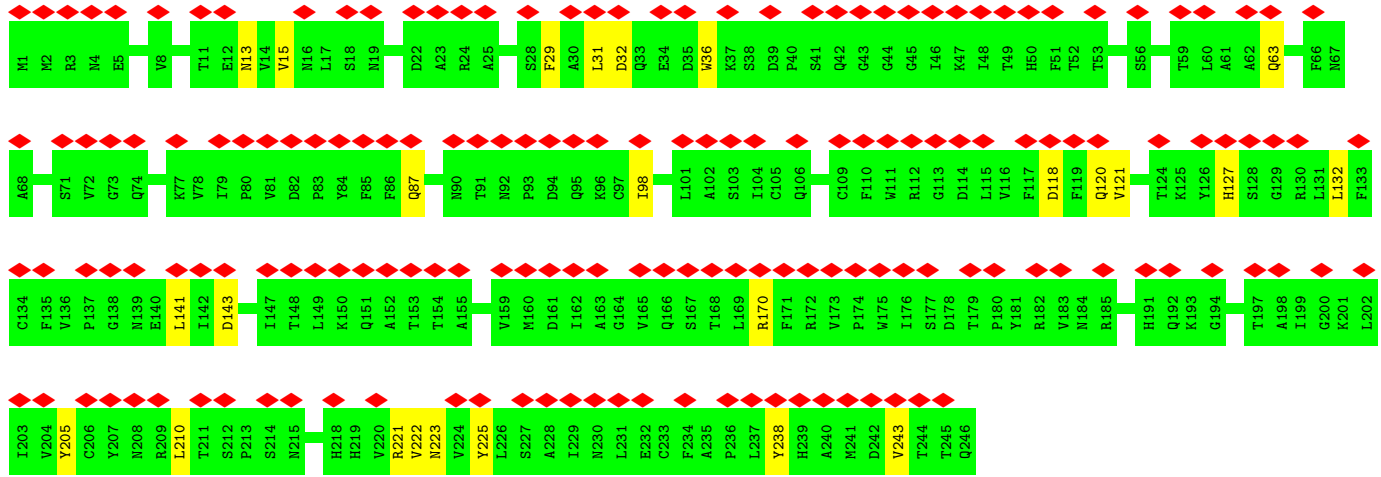 M1 M2 R3 N4 E5 V8 T11 E12 N13 V14 V15 N16 L17 S18 N19 D22 A23 R24 A25 S28 F29 A30 L31 D32 Q33 E34 D35 W36 K37 S38 D39 P40 S41 Q42 G43 G44 G45 I46 K47 I48 T49 H50 F51 T52 T53 S56 T59 L60 A61 A62 Q63 F66 N67
A68 S71 V72 G73 Q74 K77 V78 I79 P80 V81 D82 P83 Y84 F85 F86 Q87 N90 T91 N92 P93 D94 Q95 K96 C97 I98 L101 A102 S103 I104 C105 Q106 C109 F110 W111 R112 G113 D114 L115 V116 F117 D118 F119 Q120 V121 T124 K125 Y126 H127 S128 G129 R130 L131 L132 F133
C134 F135 V136 P137 G138 N139 E140 L141 I142 D143 I147 T148 L149 K150 Q151 A152 T153 T154 A155 V159 M160 D161 I162 A163 G164 V165 Q166 S167 T168 L169 R170 F171 R172 V173 P174 W175 I176 S177 D178 T179 P180 Y181 R182 V183 N184 R185 H191 Q192 K193 G194 T197 A198 I199 G200 K201 L202
I203 V204 Y205 C206 Y207 N208 R209 L210 T211 S212 P213 S214 N215 H218 H219 V220 R221 V222 N223 V224 Y225 L226 S227 A228 I229 N230 L231 E232 C233 F234 A235 P236 L237 Y238 H239 A240 M241 D242 V243 T244 T245 Q246